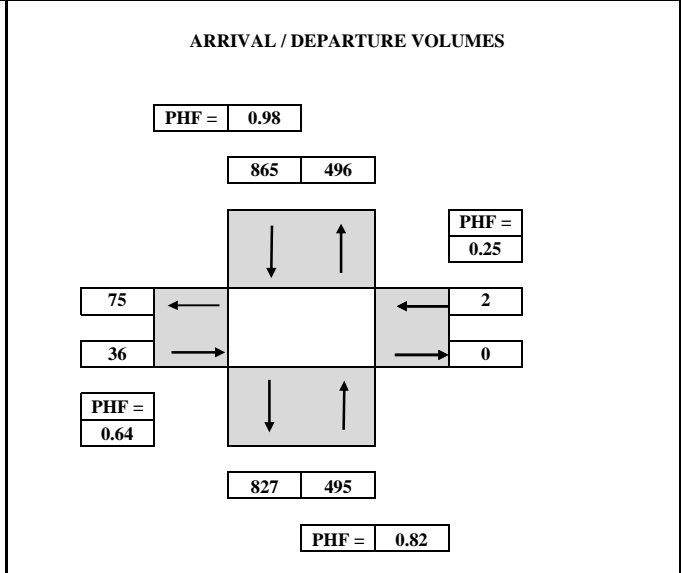 ARRIVAL / DEPARTURE VOLUMES
PHF = 0.98
865 496
PHF =
0.25
75 2
36 0
PHF =
0.64
827 495
PHF = 0.82